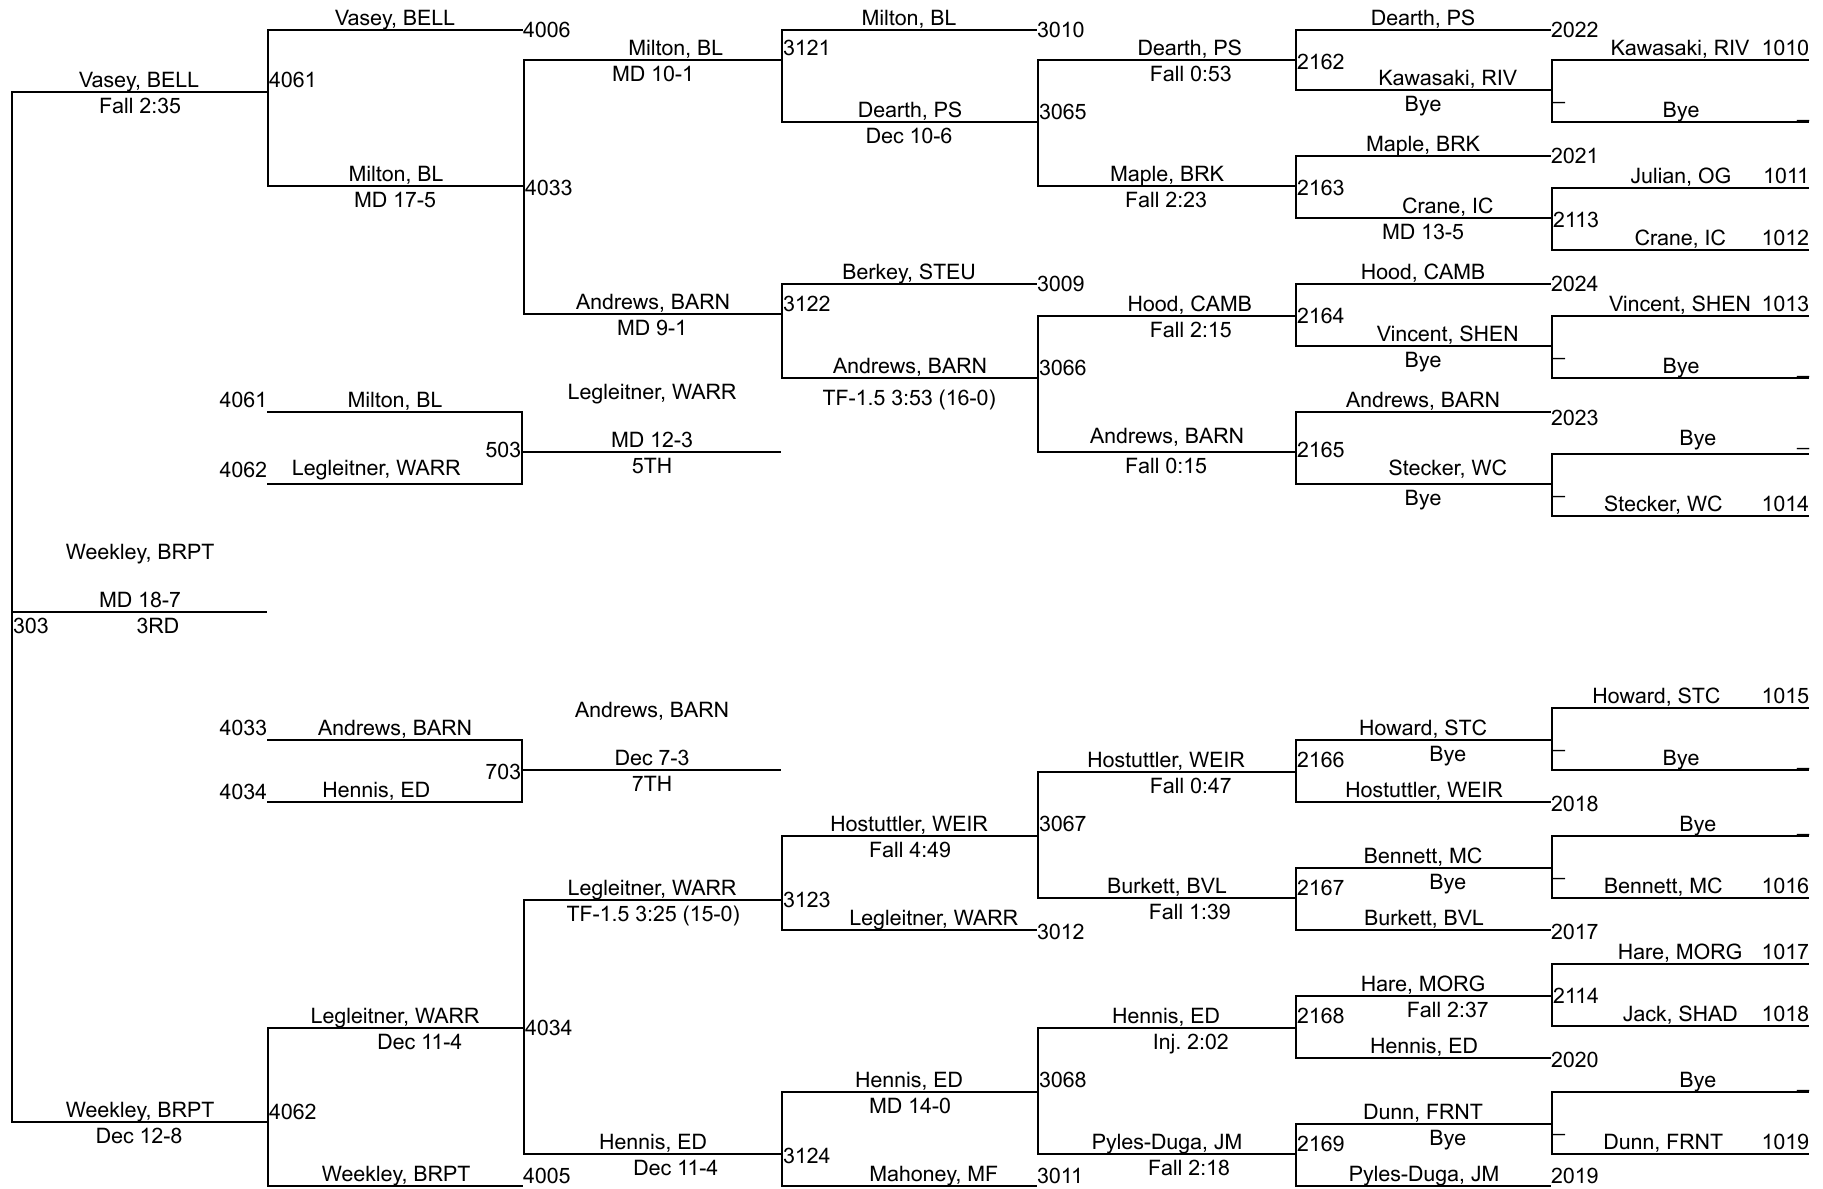 Vasey, BELL
4006
Milton, BL
3010
Dearth, PS
2022
Milton, BL
MD 10-1
3121
Dearth, PS
Fall 0:53
2162
Kawasaki, RIV 1010
Vasey, BELL
Fall 2:35
4061
Kawasaki, RIV
Bye
_
Bye _
Dearth, PS
Dec 10-6
3065
Maple, BRK
2021
Milton, BL
MD 17-5
4033
Maple, BRK
Fall 2:23
2163
Julian, OG 1011
Crane, IC
MD 13-5
2113
Crane, IC 1012
Berkey, STEU
3009
Hood, CAMB
2024
Andrews, BARN
MD 9-1
3122
Hood, CAMB
Fall 2:15
2164
Vincent, SHEN 1013
Vincent, SHEN
Bye
_
Bye _
Andrews, BARN
TF-1.5 3:53 (16-0)
3066
4061 Milton, BL
Legleitner, WARR
Andrews, BARN
2023
503
MD 12-3
5TH
Andrews, BARN
Fall 0:15
2165
Bye _
4062 Legleitner, WARR
Stecker, WC
Bye
_
Stecker, WC 1014
Weekley, BRPT
MD 18-7
303 3RD
Howard, STC 1015
4033 Andrews, BARN
Andrews, BARN
Howard, STC
Bye
_
Bye _
703
Dec 7-3
7TH
Hostuttler, WEIR
Fall 0:47
2166
4034 Hennis, ED
Hostuttler, WEIR
2018
Hostuttler, WEIR
Fall 4:49
3067
Bye _
Bennett, MC
Bye
_
Bennett, MC 1016
Legleitner, WARR
TF-1.5 3:25 (15-0)
3123
Burkett, BVL
Fall 1:39
2167
Legleitner, WARR
3012
Burkett, BVL
2017
Hare, MORG 1017
Hare, MORG
Fall 2:37
2114
Jack, SHAD 1018
Legleitner, WARR
Dec 11-4
4034
Hennis, ED
Inj. 2:02
2168
Hennis, ED
2020
Hennis, ED
MD 14-0
3068
Bye _
Weekley, BRPT
Dec 12-8
4062
Dunn, FRNT
Bye
_
Dunn, FRNT 1019
Hennis, ED
Dec 11-4
3124
Pyles-Duga, JM
Fall 2:18
2169
Weekley, BRPT
4005
Mahoney, MF
3011
Pyles-Duga, JM
2019